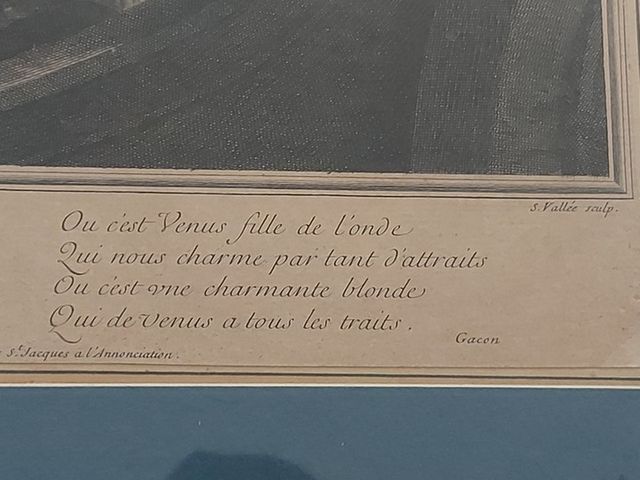 S. Vallée sculp.
Ou c'est Venus fille de l'onde
Qui nous charme par tant d'attraits
Ou c'est vne charmante blonde
Qui de Venus a tous les traits.
Gacon
St. Jacques a l'Annonciation.